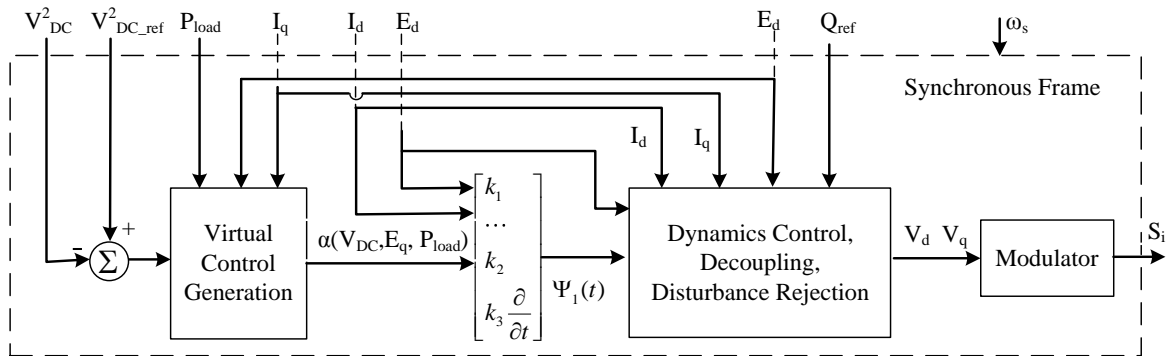 V²DC V²DC_ref Pload Iq Id Ed Ed Qref ωs
Synchronous Frame
Id Iq
+
-
Σ
Virtual
Control
Generation
α(VDC,Eq, Pload)
k1
...
k2
k3 ∂/∂t
Ψ1(t)
Dynamics Control,
Decoupling,
Disturbance Rejection
Vd Vq
Modulator
Si